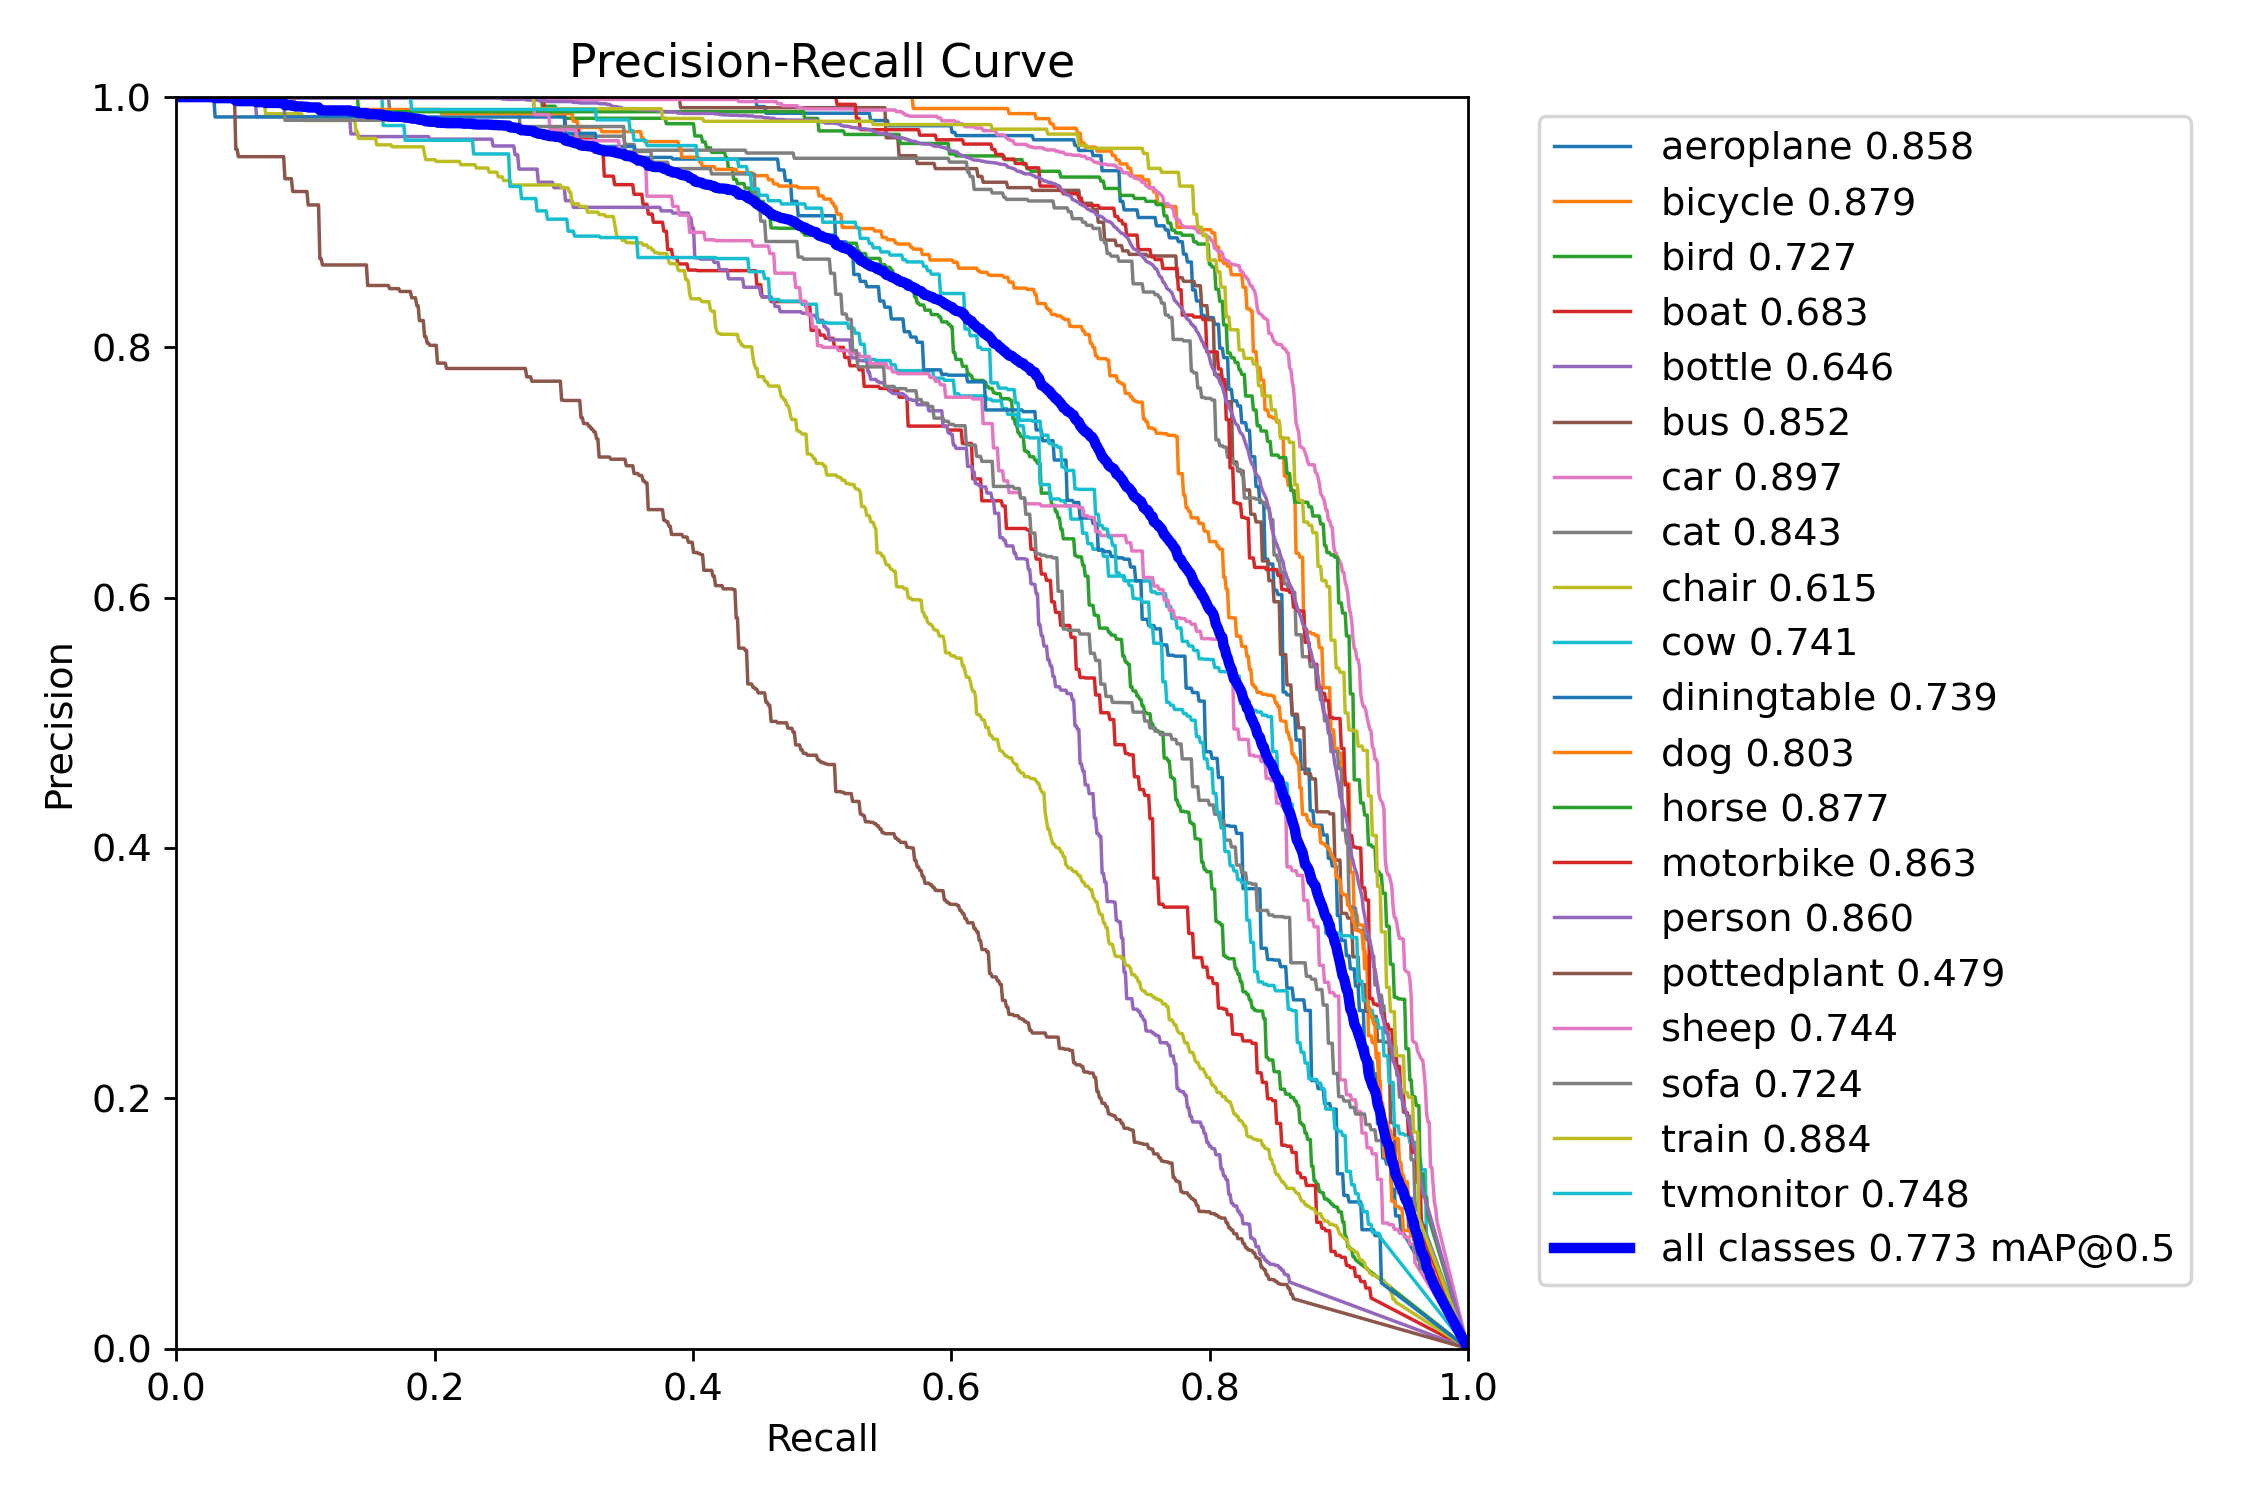 Precision-Recall Curve
1.0
0.8
0.6
0.4
0.2
0.0
Precision
0.0 0.2 0.4 0.6 0.8 1.0
Recall
aeroplane 0.858
bicycle 0.879
bird 0.727
boat 0.683
bottle 0.646
bus 0.852
car 0.897
cat 0.843
chair 0.615
cow 0.741
diningtable 0.739
dog 0.803
horse 0.877
motorbike 0.863
person 0.860
pottedplant 0.479
sheep 0.744
sofa 0.724
train 0.884
tvmonitor 0.748
all classes 0.773 mAP@0.5